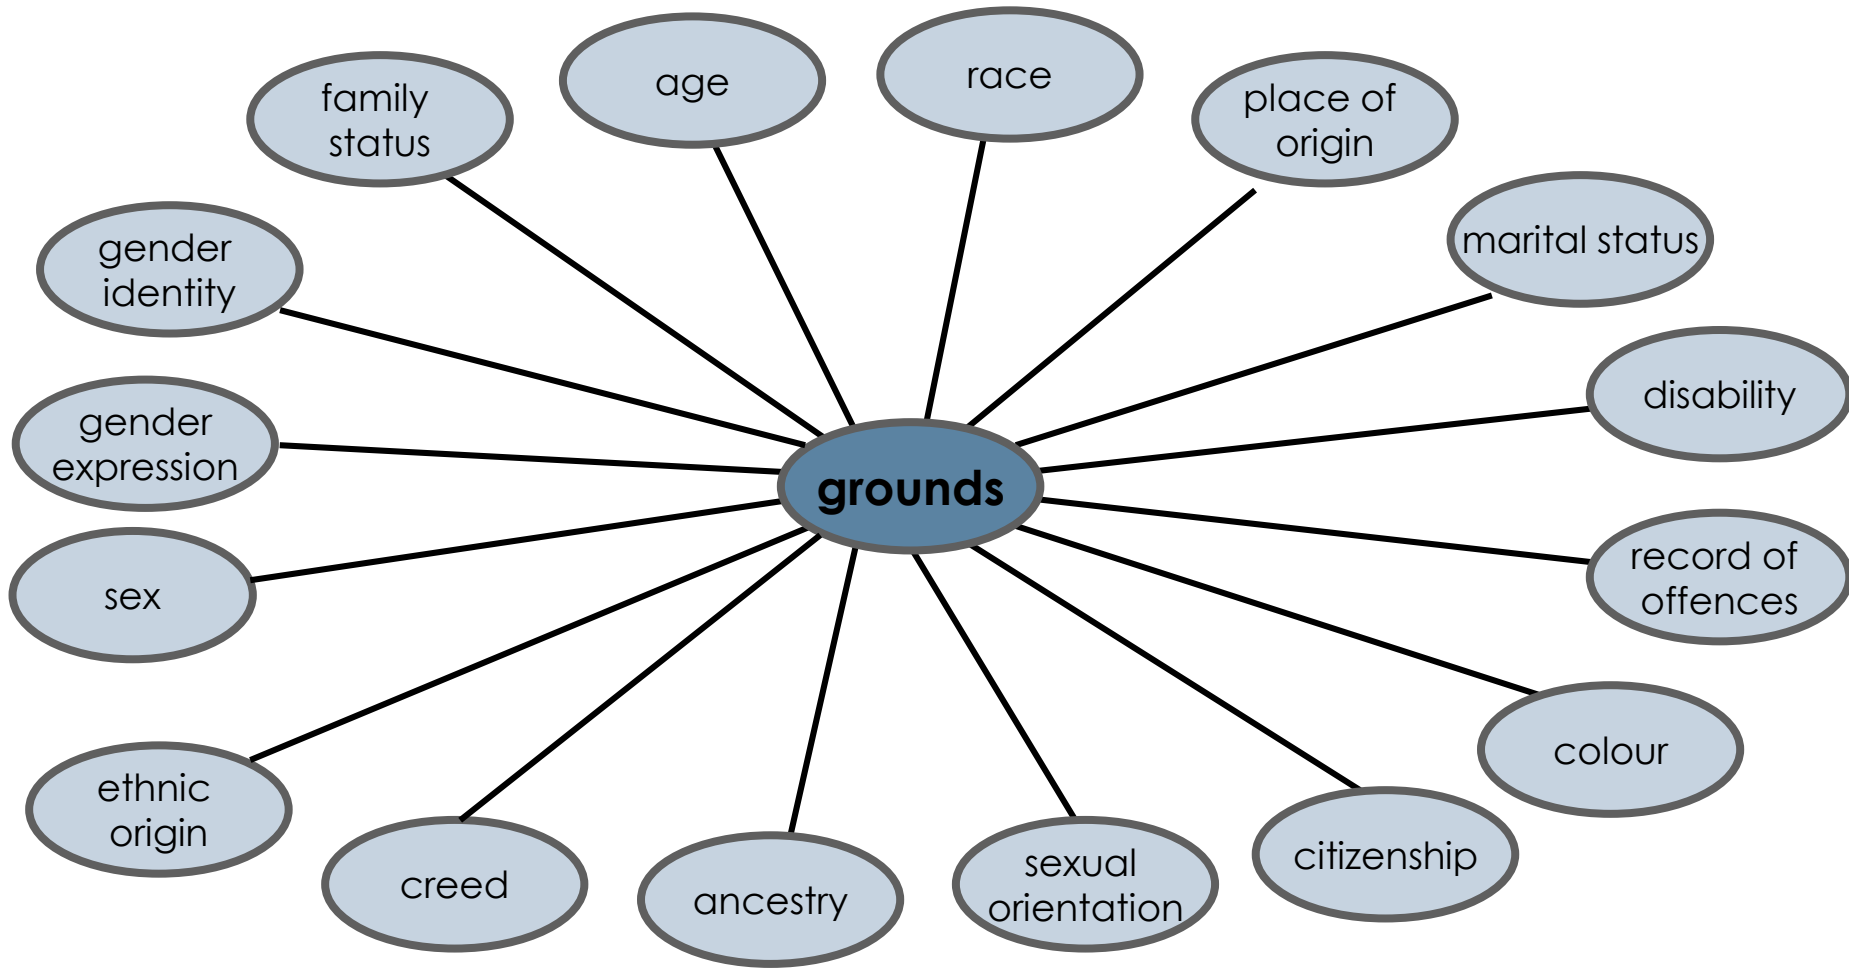 family
status
age
race
place of
origin
marital status
gender
identity
disability
gender
expression
grounds
record of
offences
sex
colour
ethnic
origin
creed
ancestry
sexual
orientation
citizenship